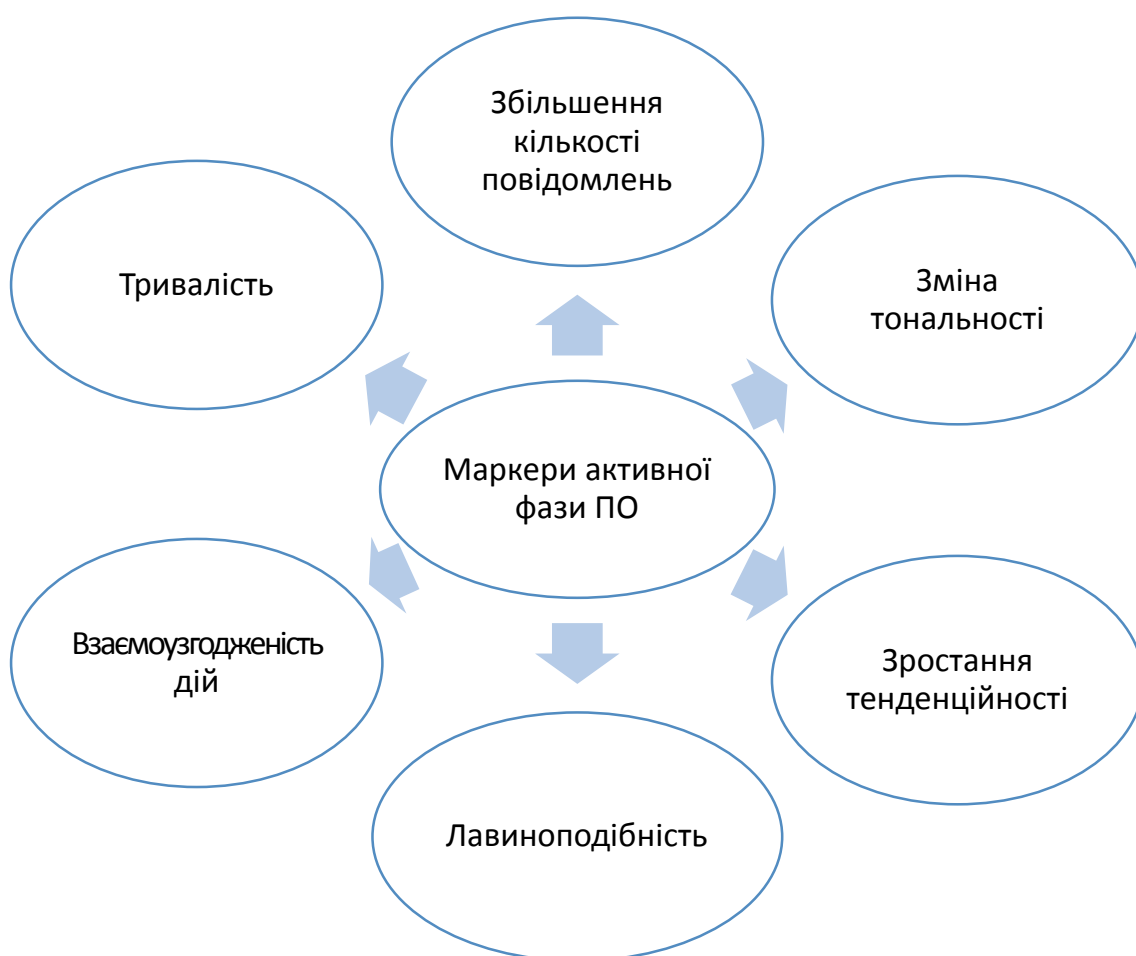 Збільшення
кількості
повідомлень
Тривалість
Зміна
тональності
Маркери активної
фази ПО
Взаємоузгодженість
дій
Зростання
тенденційності
Лавиноподібність